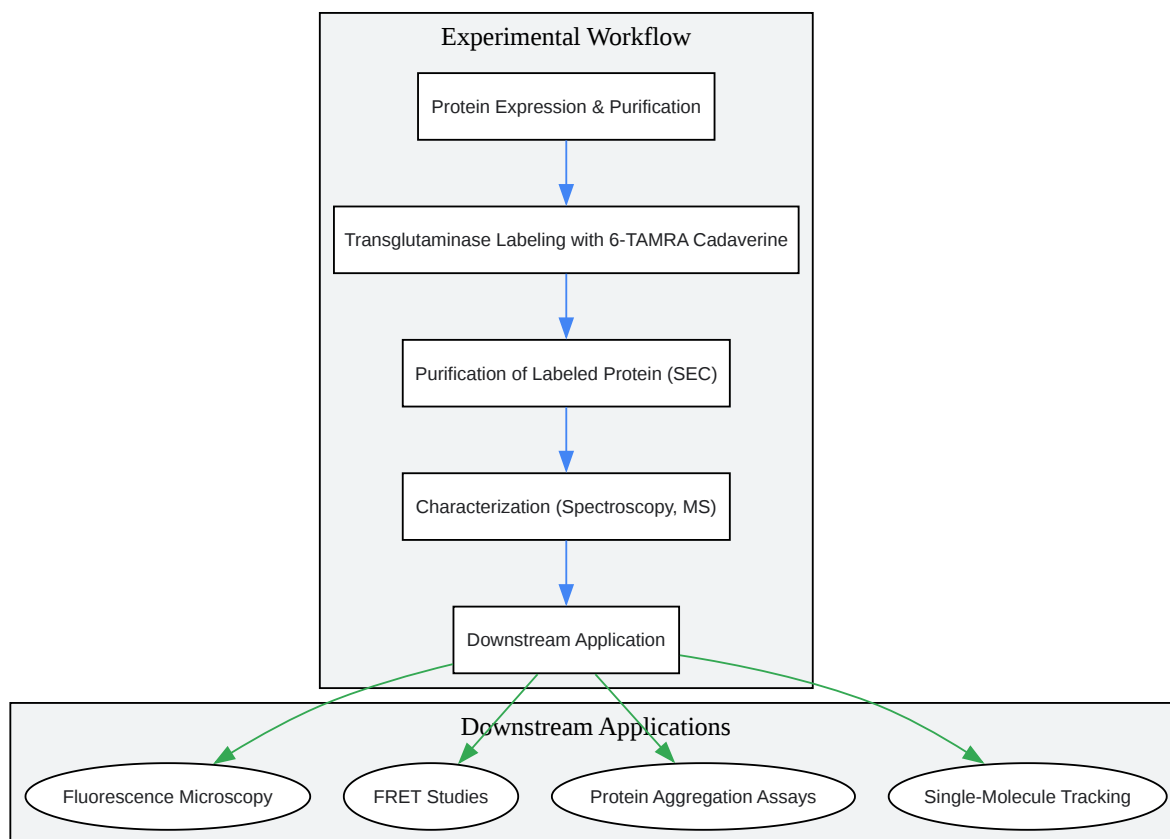 Experimental Workflow
Protein Expression & Purification
Transglutaminase Labeling with 6-TAMRA Cadaverine
Purification of Labeled Protein (SEC)
Characterization (Spectroscopy, MS)
Downstream Application
Downstream Applications
Fluorescence Microscopy
FRET Studies
Protein Aggregation Assays
Single-Molecule Tracking